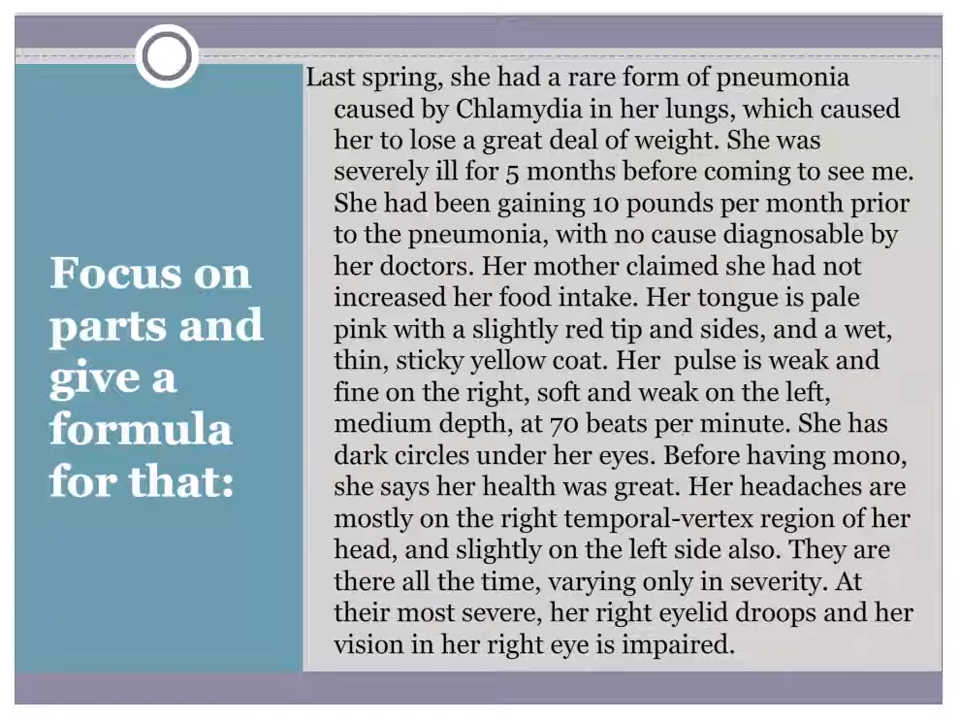 Focus on
parts and
give a
formula
for that:
Last spring, she had a rare form of pneumonia
caused by Chlamydia in her lungs, which caused
her to lose a great deal of weight. She was
severely ill for 5 months before coming to see me.
She had been gaining 10 pounds per month prior
to the pneumonia, with no cause diagnosable by
her doctors. Her mother claimed she had not
increased her food intake. Her tongue is pale
pink with a slightly red tip and sides, and a wet,
thin, sticky yellow coat. Her pulse is weak and
fine on the right, soft and weak on the left,
medium depth, at 70 beats per minute. She has
dark circles under her eyes. Before having mono,
she says her health was great. Her headaches are
mostly on the right temporal-vertex region of her
head, and slightly on the left side also. They are
there all the time, varying only in severity. At
their most severe, her right eyelid droops and her
vision in her right eye is impaired.